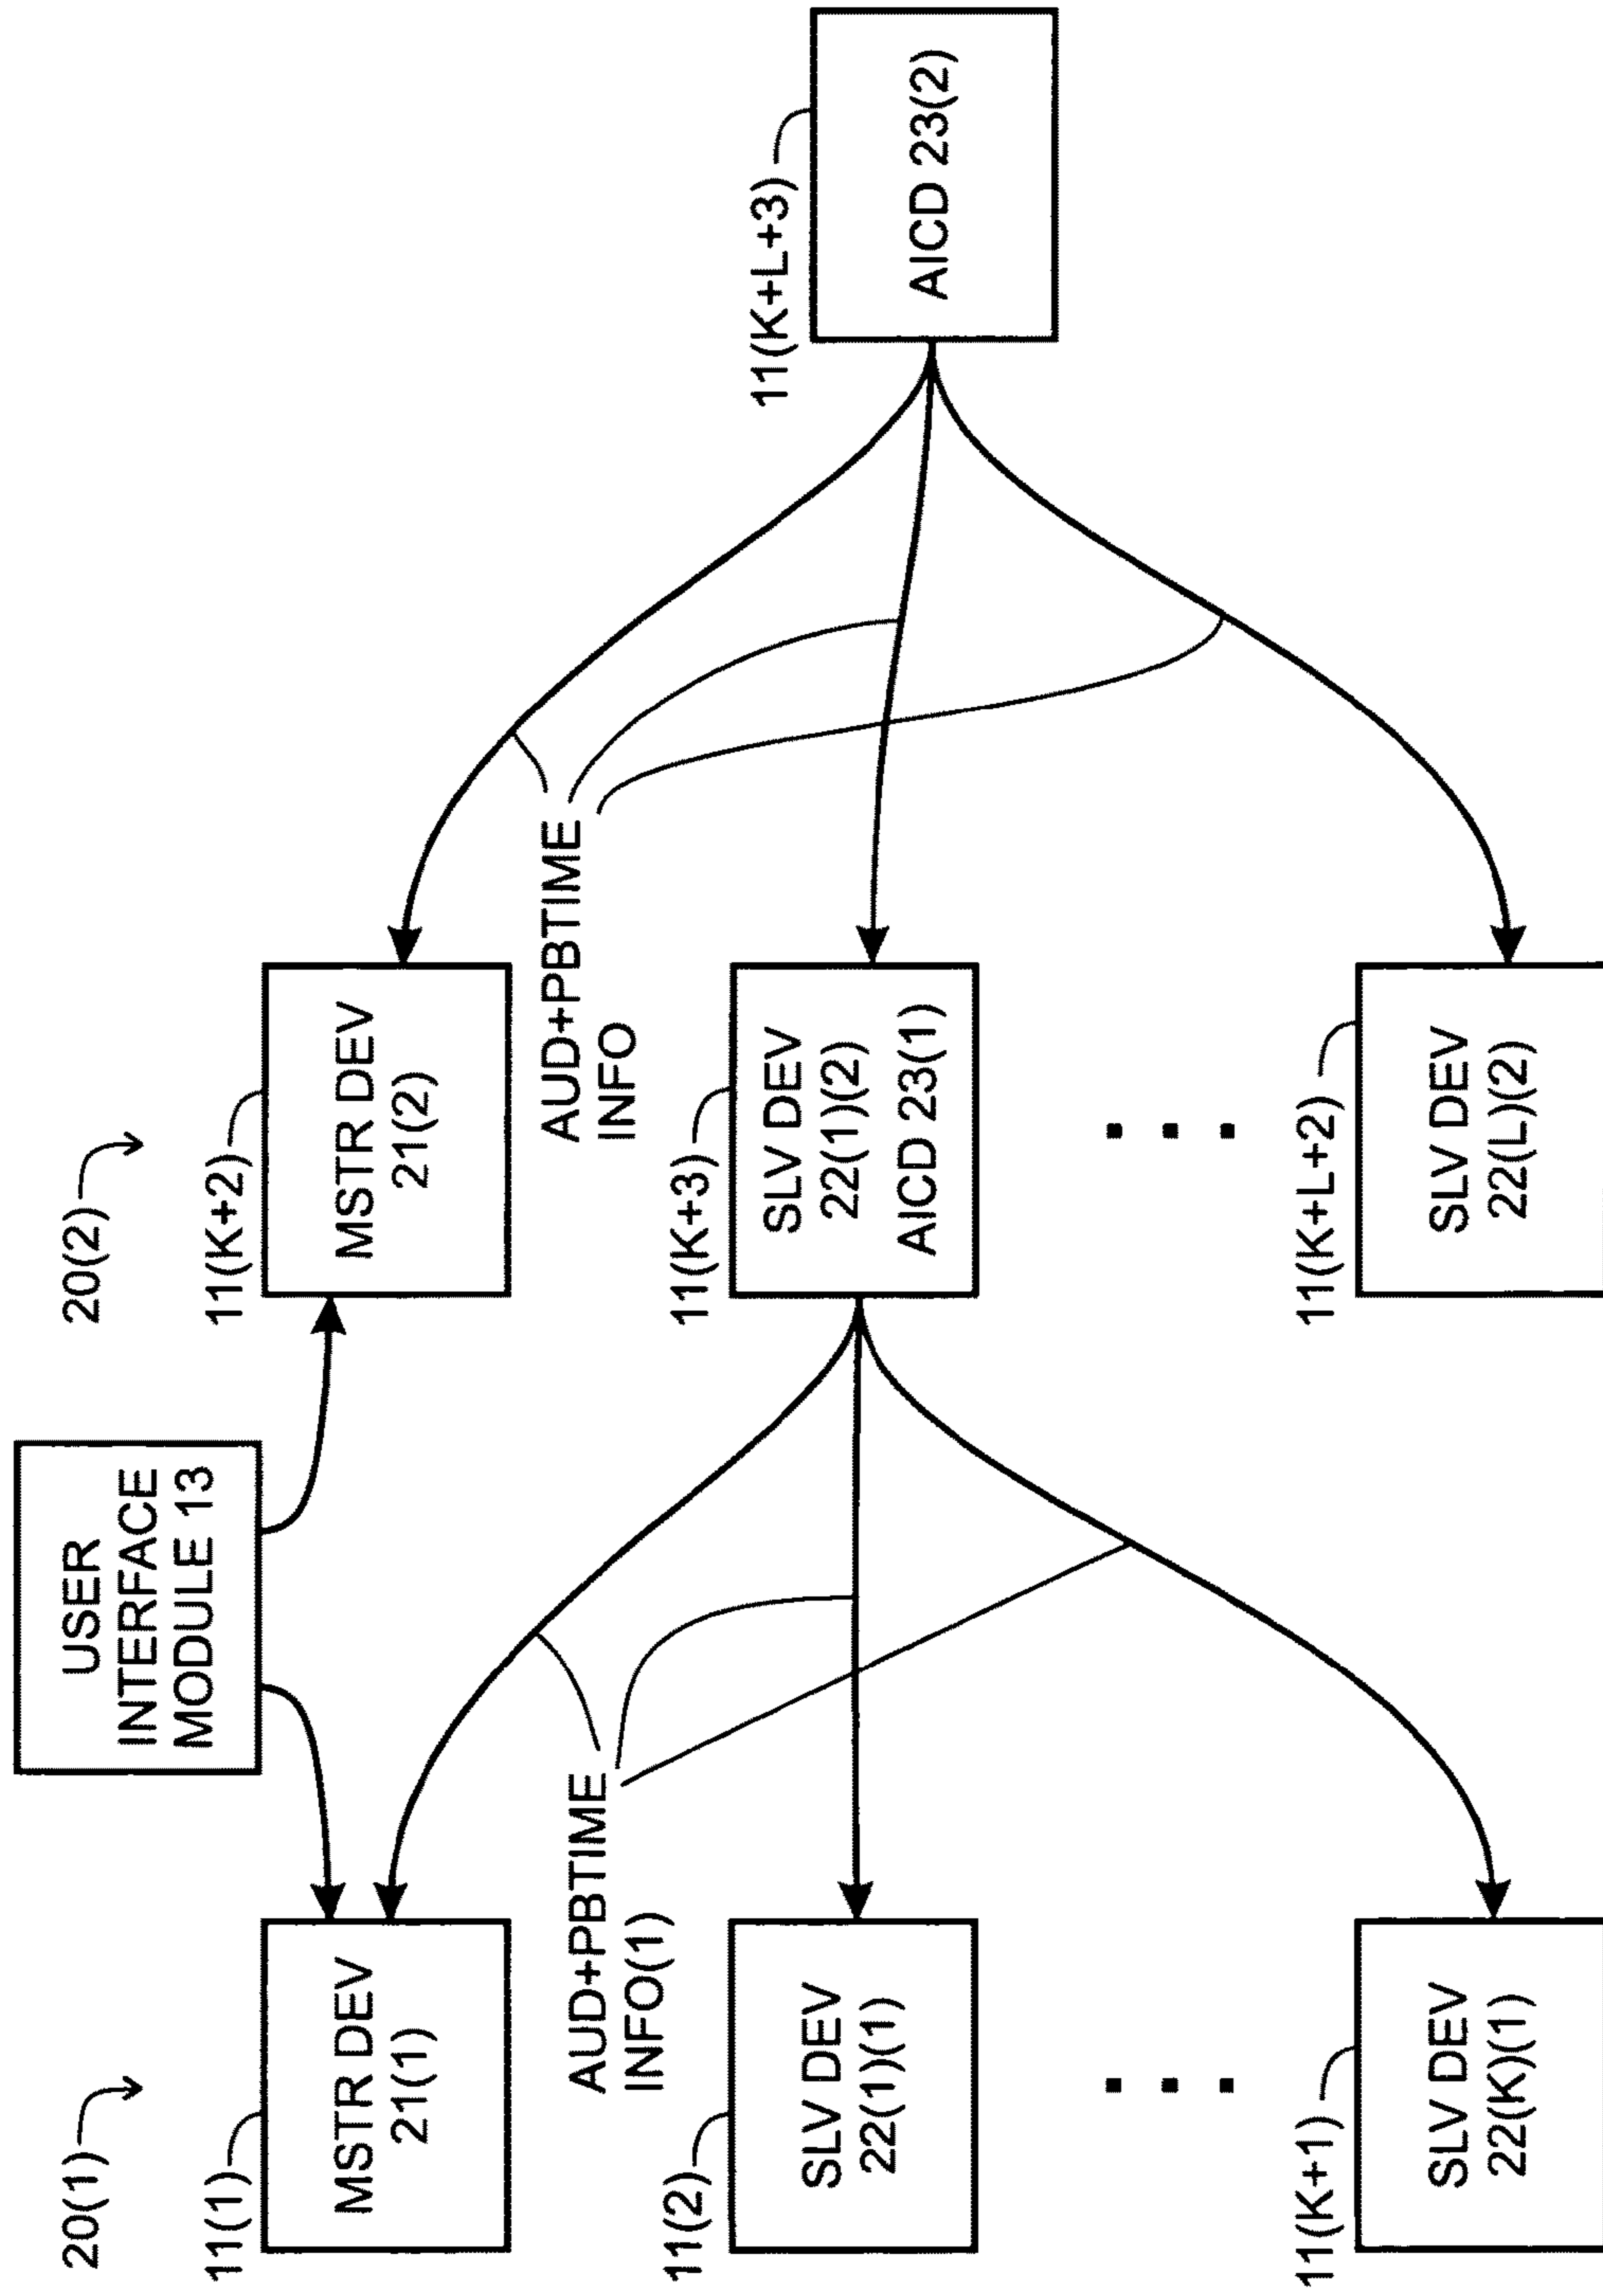 USER
INTERFACE
MODULE 13
20(1)
20(2)
11(1)
MSTR DEV
21(1)
11(K+2)
MSTR DEV
21(2)
AUD+PBTIME
INFO(1)
AUD+PBTIME
INFO
11(K+L+3)
AICD 23(2)
11(2)
SLV DEV
22(1)(1)
11(K+3)
SLV DEV
22(1)(2)
AICD 23(1)
11(K+1)
SLV DEV
22(K)(1)
11(K+L+2)
SLV DEV
22(L)(2)